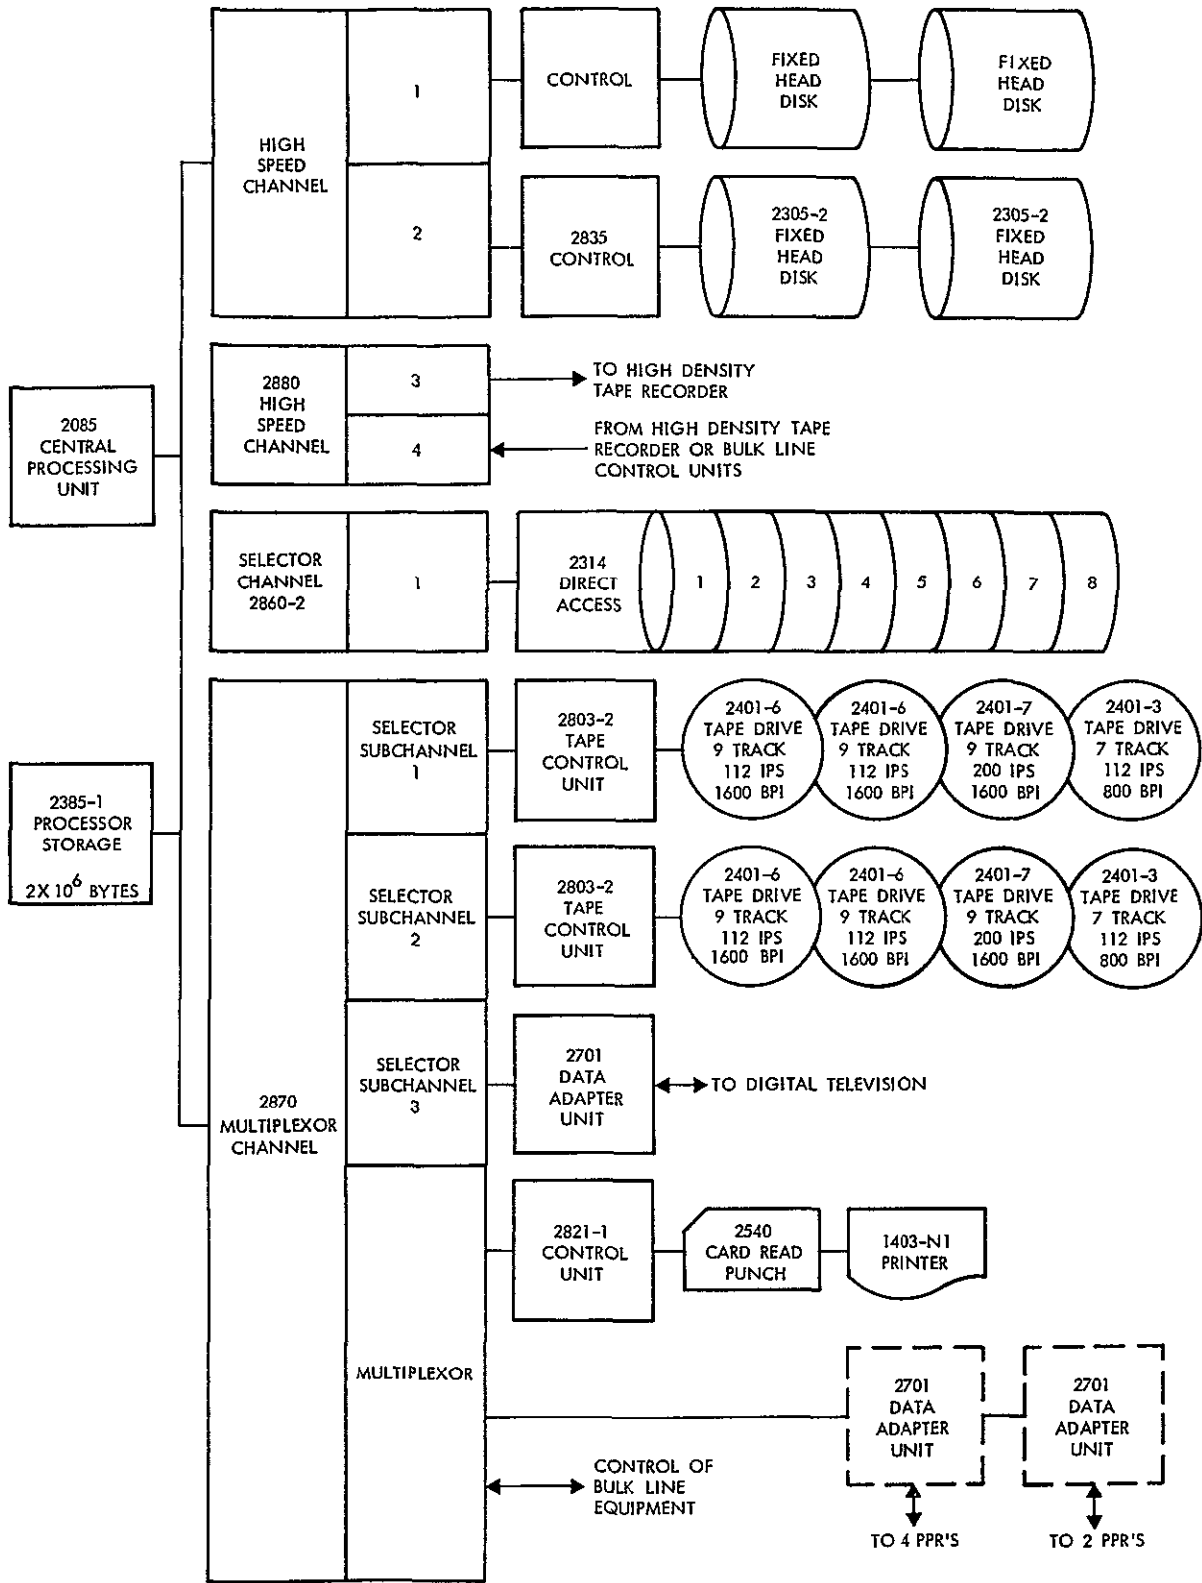 HIGH
SPEED
CHANNEL
1
CONTROL
FIXED
HEAD
DISK
FIXED
HEAD
DISK
2
2835
CONTROL
2305-2
FIXED
HEAD
DISK
2305-2
FIXED
HEAD
DISK
2085
CENTRAL
PROCESSING
UNIT
2880
HIGH
SPEED
CHANNEL
3
TO HIGH DENSITY
TAPE RECORDER
4
FROM HIGH DENSITY TAPE
RECORDER OR BULK LINE
CONTROL UNITS
SELECTOR
CHANNEL
2860-2
1
2314
DIRECT
ACCESS
1
2
3
4
5
6
7
8
2385-1
PROCESSOR
STORAGE
2X 10^6 BYTES
2870
MULTIPLEXOR
CHANNEL
SELECTOR
SUBCHANNEL
1
2803-2
TAPE
CONTROL
UNIT
2401-6
TAPE DRIVE
9 TRACK
112 IPS
1600 BPI
2401-6
TAPE DRIVE
9 TRACK
112 IPS
1600 BPI
2401-7
TAPE DRIVE
9 TRACK
200 IPS
1600 BPI
2401-3
TAPE DRIVE
7 TRACK
112 IPS
800 BPI
SELECTOR
SUBCHANNEL
2
2803-2
TAPE
CONTROL
UNIT
2401-6
TAPE DRIVE
9 TRACK
112 IPS
1600 BPI
2401-6
TAPE DRIVE
9 TRACK
112 IPS
1600 BPI
2401-7
TAPE DRIVE
9 TRACK
200 IPS
1600 BPI
2401-3
TAPE DRIVE
7 TRACK
112 IPS
800 BPI
SELECTOR
SUBCHANNEL
3
2701
DATA
ADAPTER
UNIT
TO DIGITAL TELEVISION
MULTIPLEXOR
2821-1
CONTROL
UNIT
2540
CARD READ
PUNCH
1403-N1
PRINTER
2701
DATA
ADAPTER
UNIT
2701
DATA
ADAPTER
UNIT
CONTROL OF
BULK LINE
EQUIPMENT
TO 4 PPR'S
TO 2 PPR'S